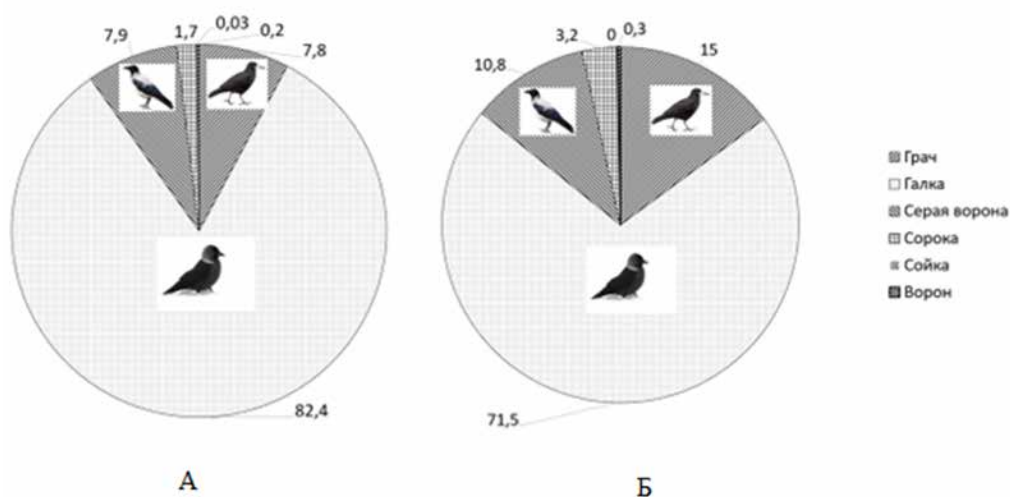 7,9 1,7 0,03 0,2 7,8
82,4
А
10,8 3,2 0 0,3 15
71,5
Б
Грач
Галка
Серая ворона
Сорока
Сойка
Ворон